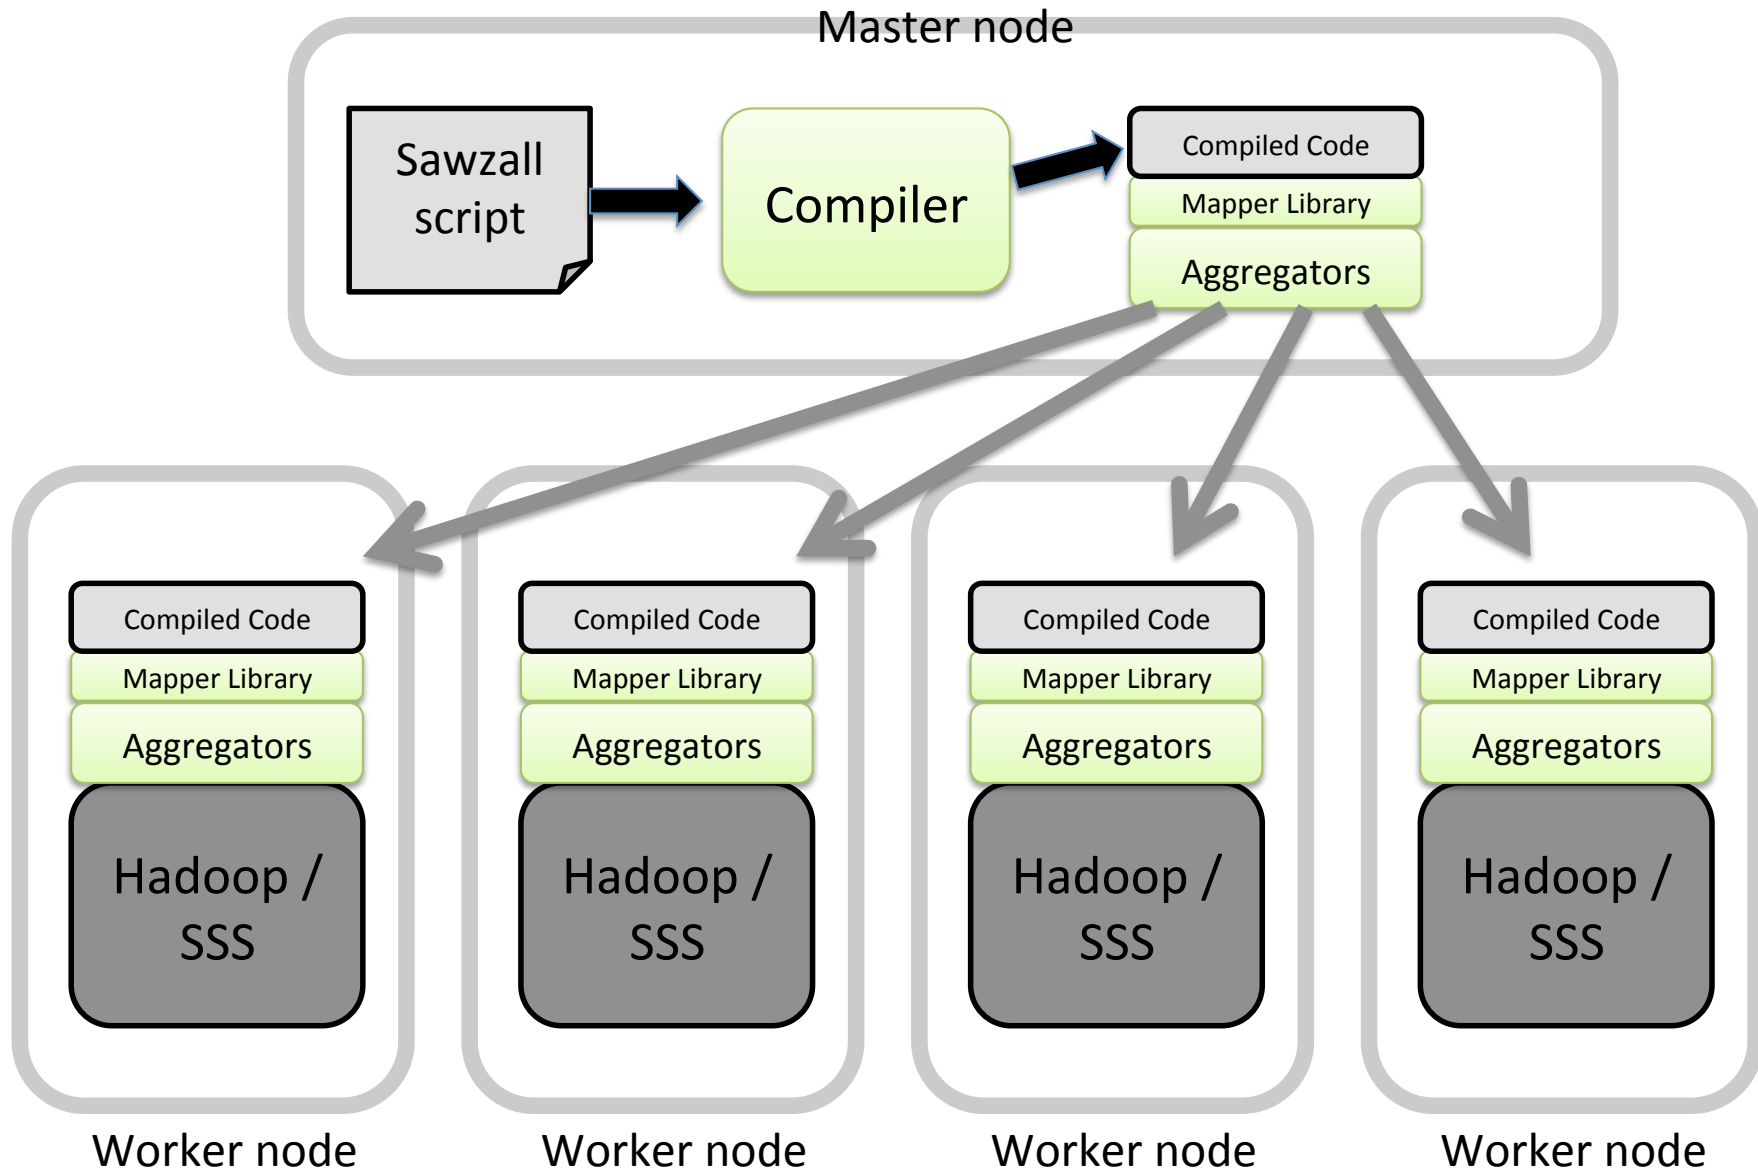 Master node
Sawzall
script
Compiler
Compiled Code
Mapper Library
Aggregators
Compiled Code
Mapper Library
Aggregators
Hadoop /
SSS
Worker node
Compiled Code
Mapper Library
Aggregators
Hadoop /
SSS
Worker node
Compiled Code
Mapper Library
Aggregators
Hadoop /
SSS
Worker node
Compiled Code
Mapper Library
Aggregators
Hadoop /
SSS
Worker node